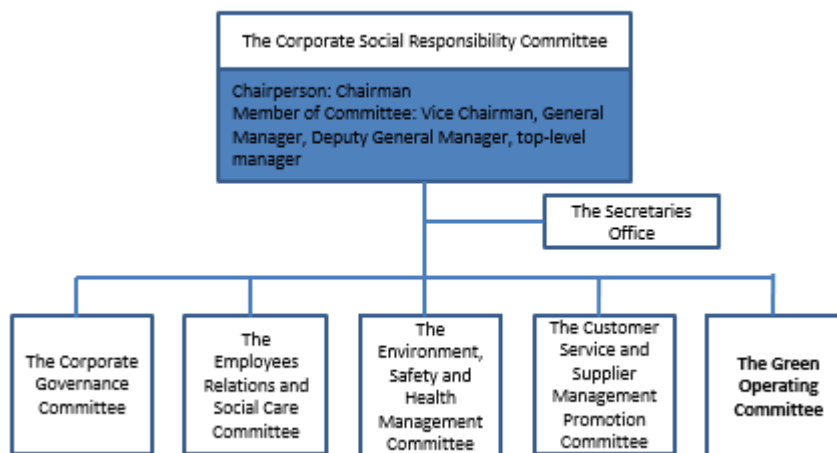 The Corporate Social Responsibility Committee
Chairperson: Chairman
Member of Committee: Vice Chairman, General
Manager, Deputy General Manager, top-level
manager
The Secretaries
Office
The Corporate
Governance
Committee
The
Employees
Relations and
Social Care
Committee
The
Environment,
Safety and
Health
Management
Committee
The Customer
Service and
Supplier
Management
Promotion
Committee
The Green
Operating
Committee